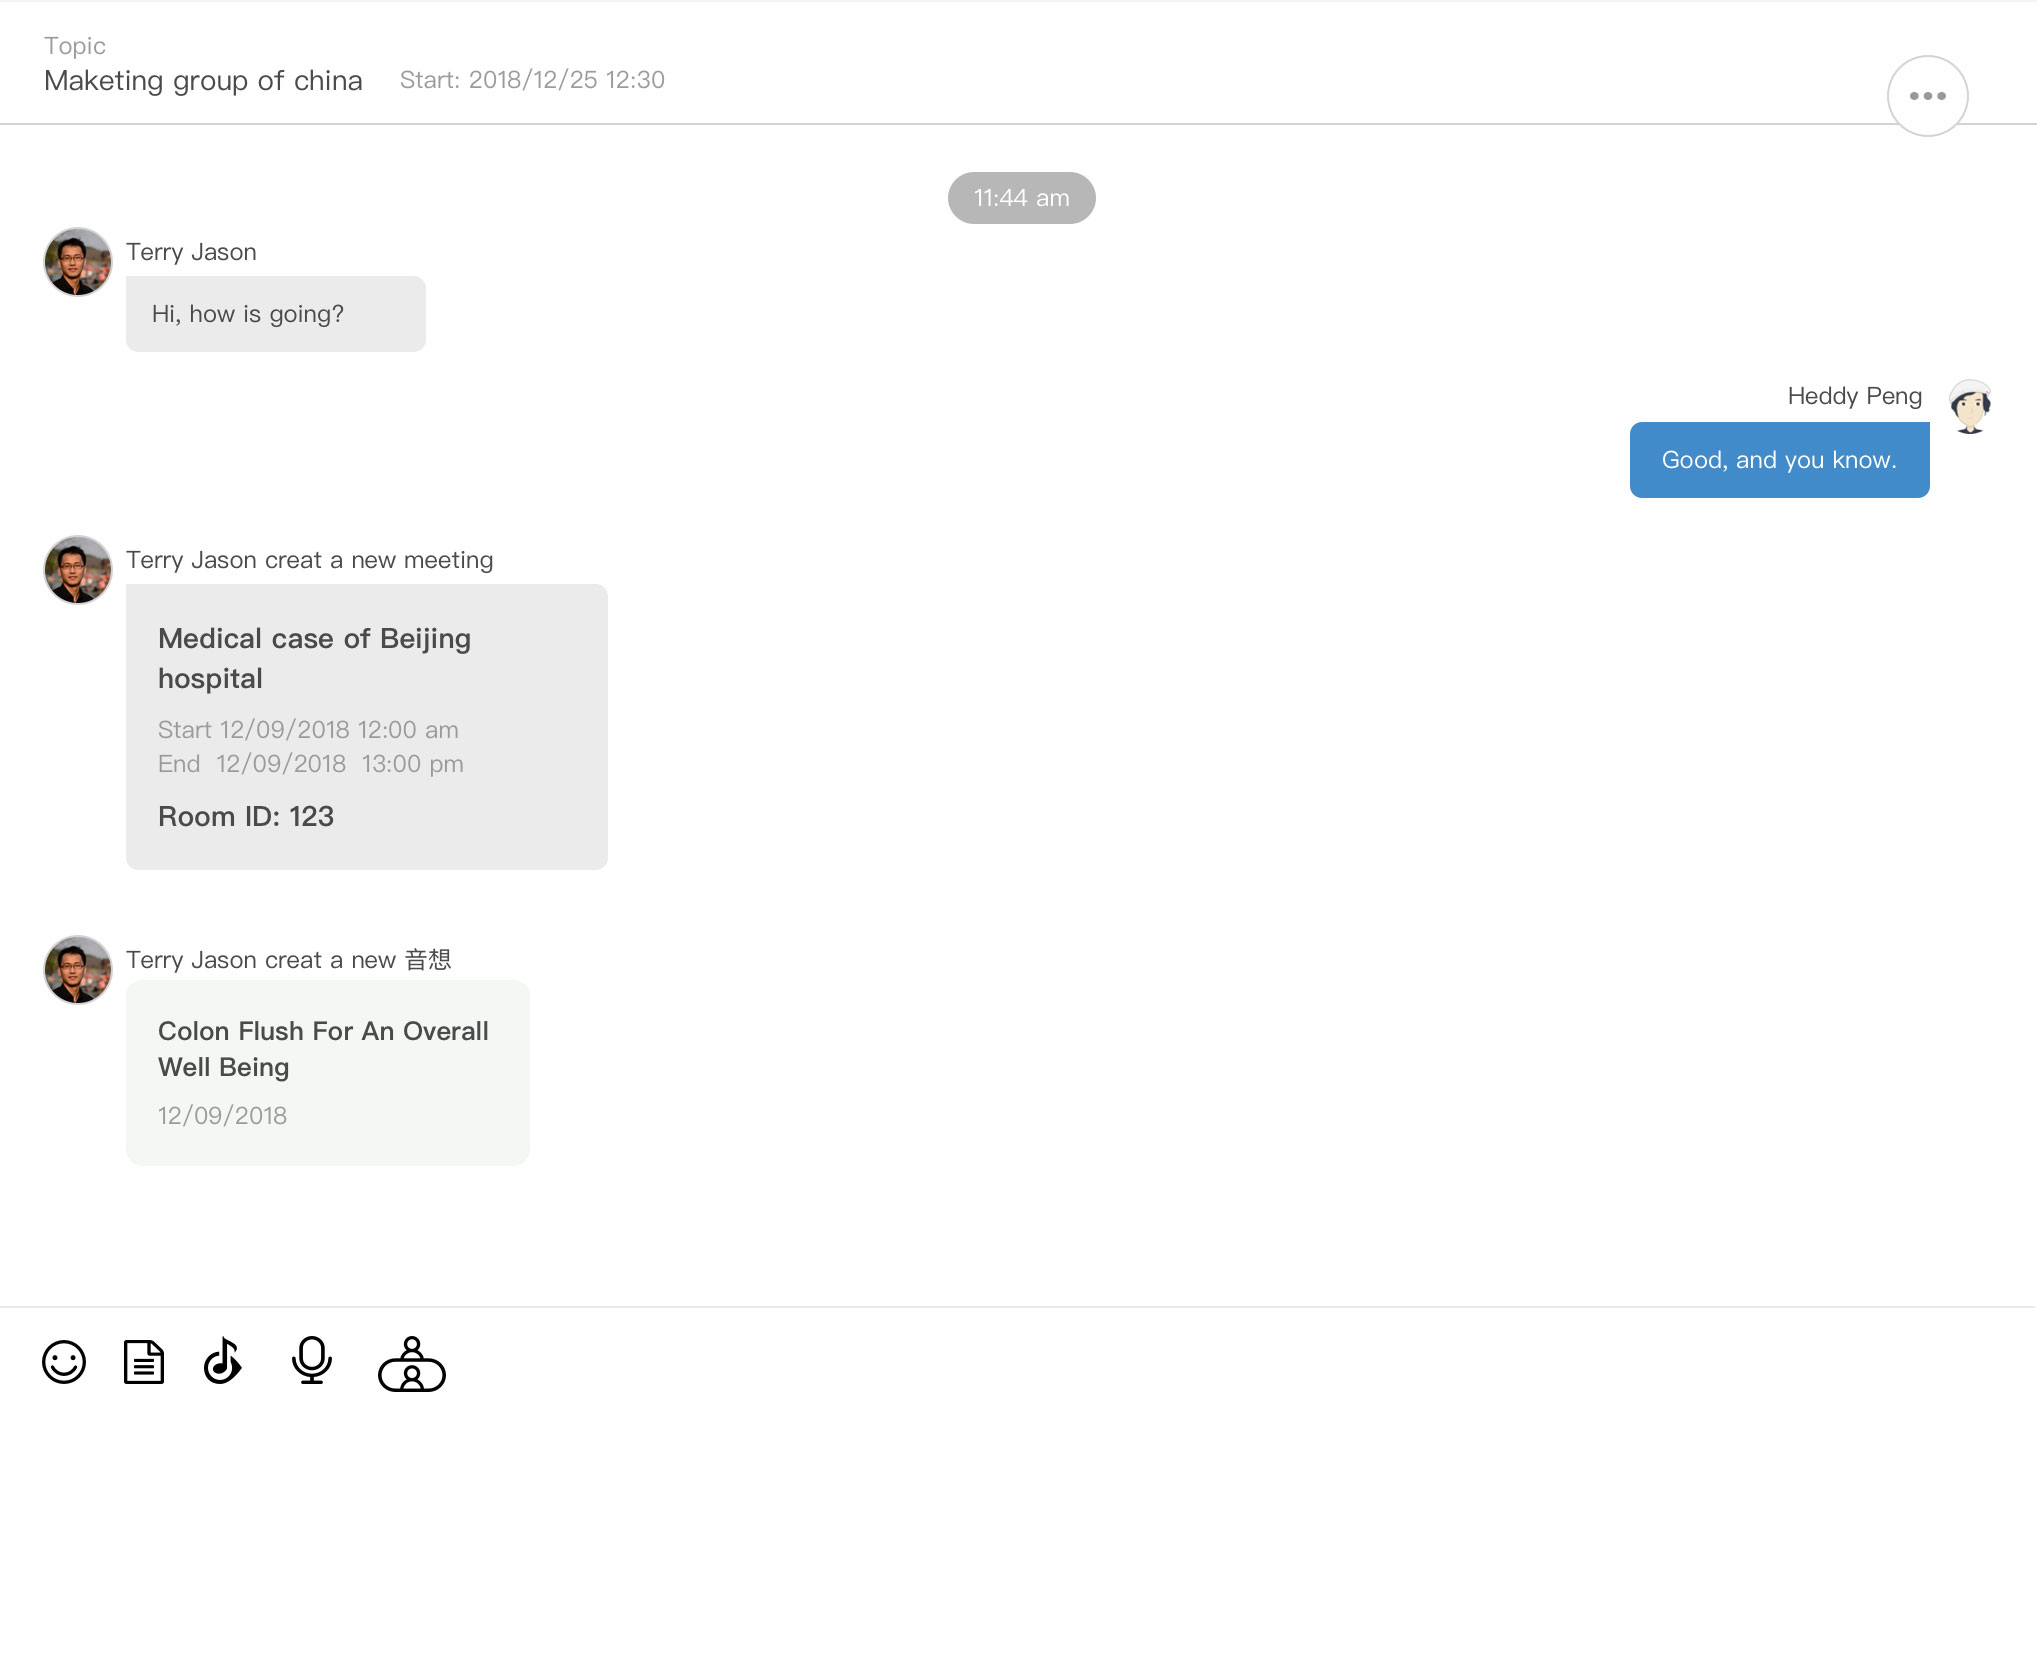 Topic
Maketing group of china Start: 2018/12/25 12:30
11:44 am
Terry Jason
Hi, how is going?
Heddy Peng
Good, and you know.
Terry Jason creat a new meeting
Medical case of Beijing
hospital
Start 12/09/2018 12:00 am
End 12/09/2018 13:00 pm
Room ID: 123
Terry Jason creat a new 音想
Colon Flush For An Overall
Well Being
12/09/2018